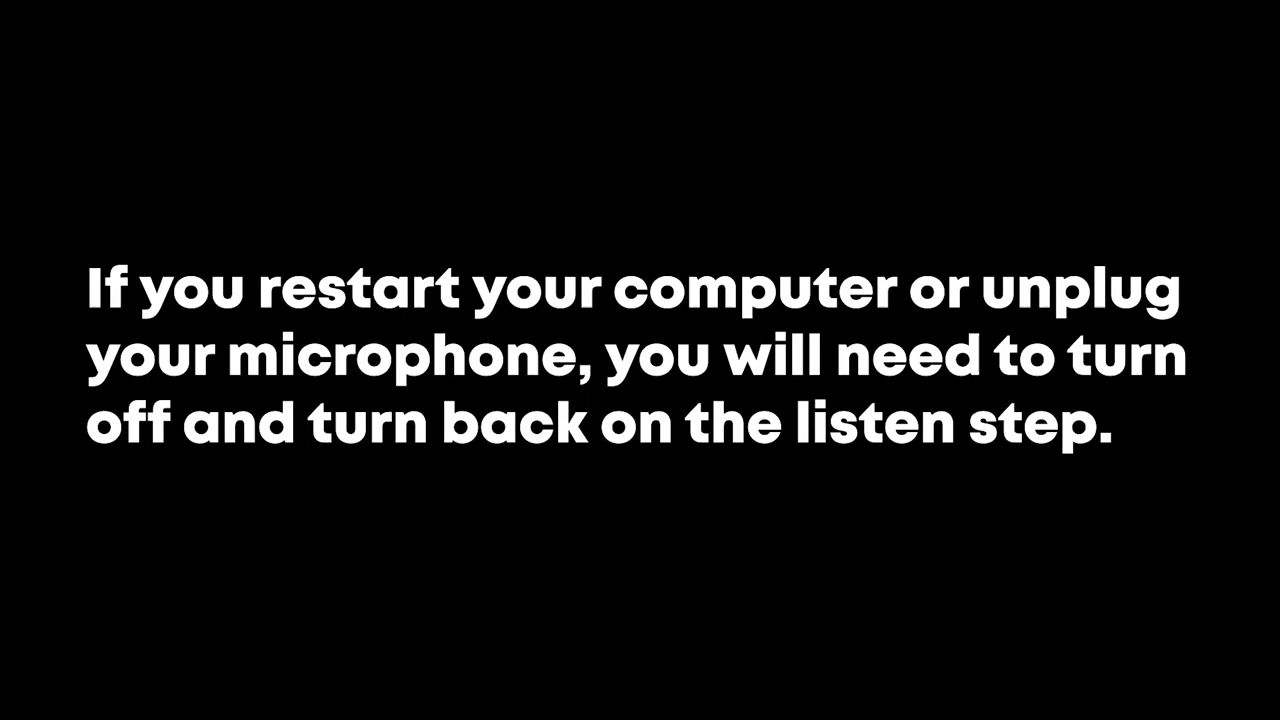 If you restart your computer or unplug
your microphone, you will need to turn
off and turn back on the listen step.